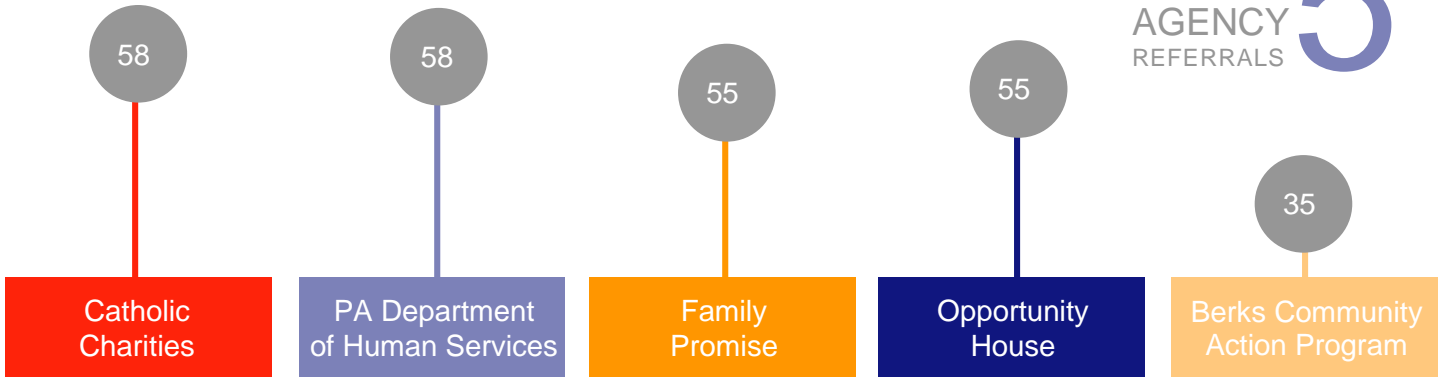 AGENCY
REFERRALS
58
58
55
55
35
Catholic
Charities
PA Department
of Human Services
Family
Promise
Opportunity
House
Berks Community
Action Program